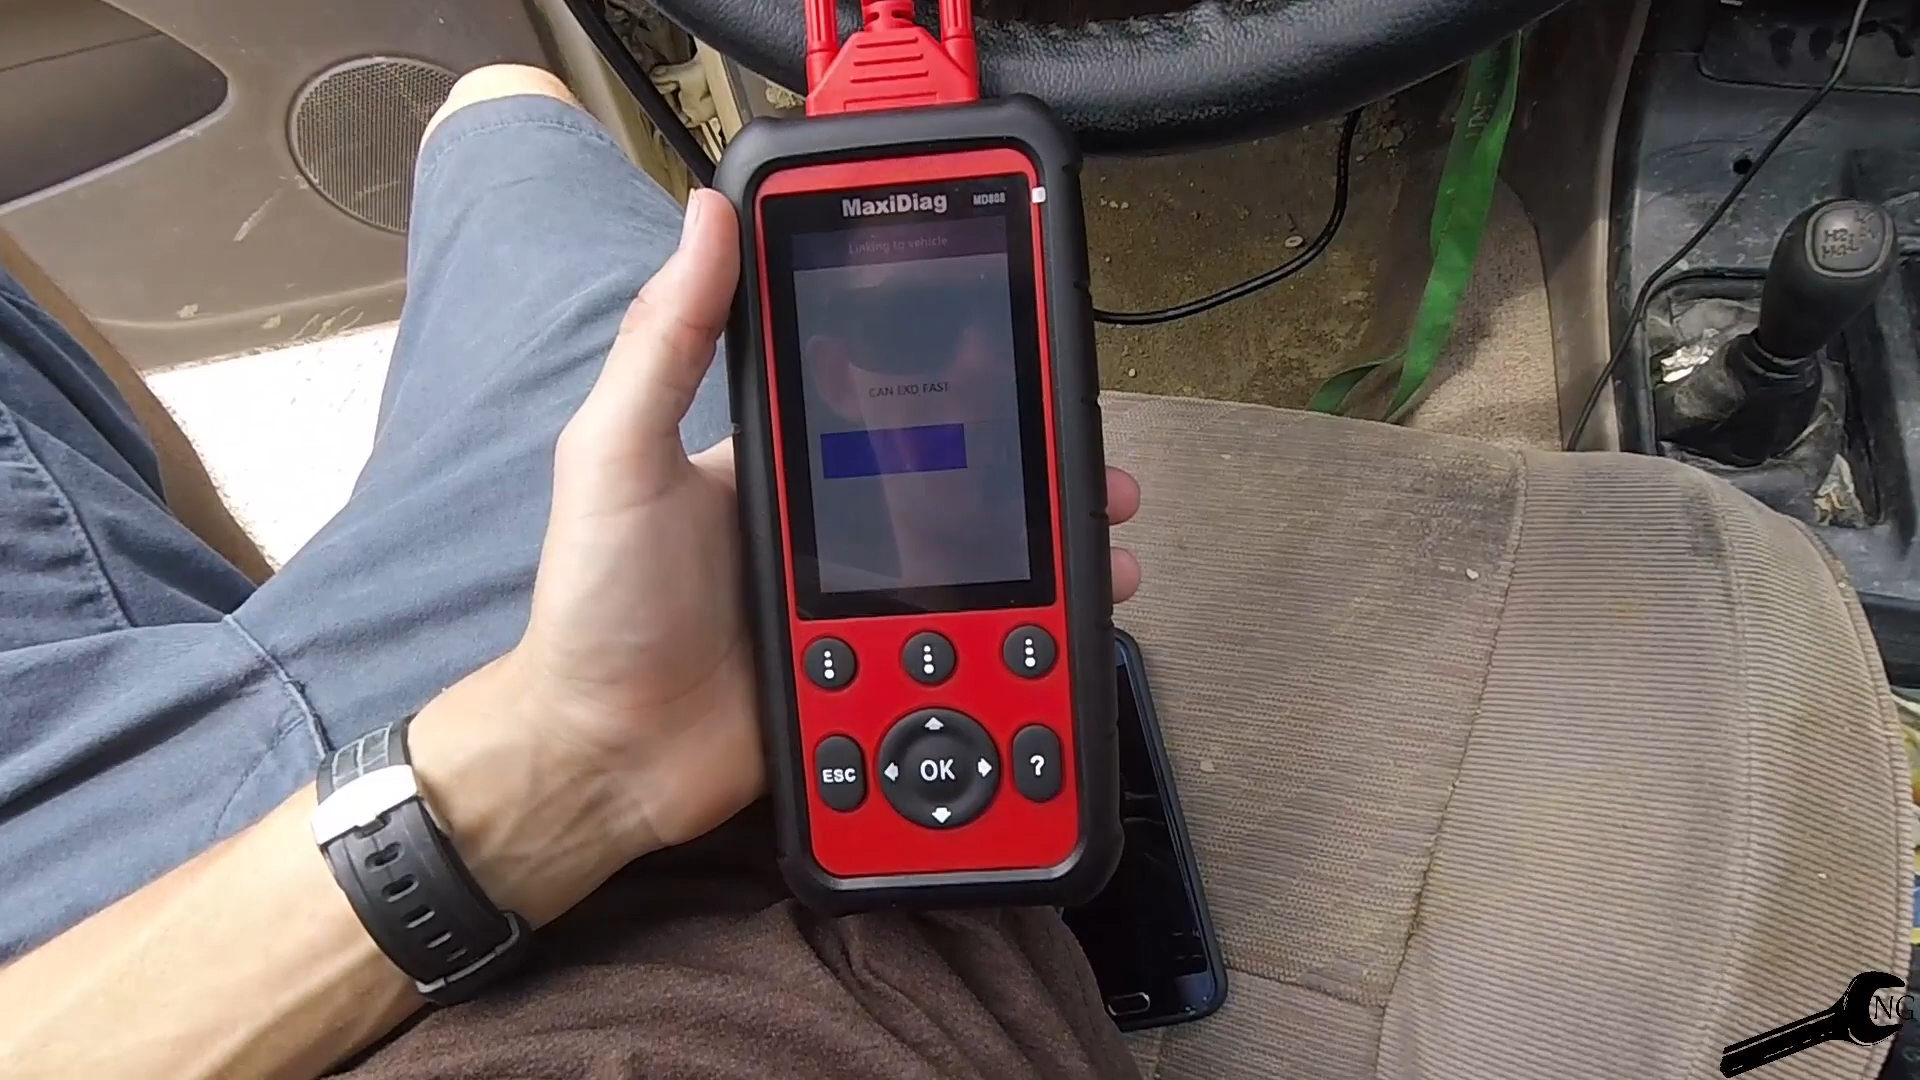 MaxiDiag MD808
Linking to vehicle
CAN EXD FAST
ESC
OK
?
NG